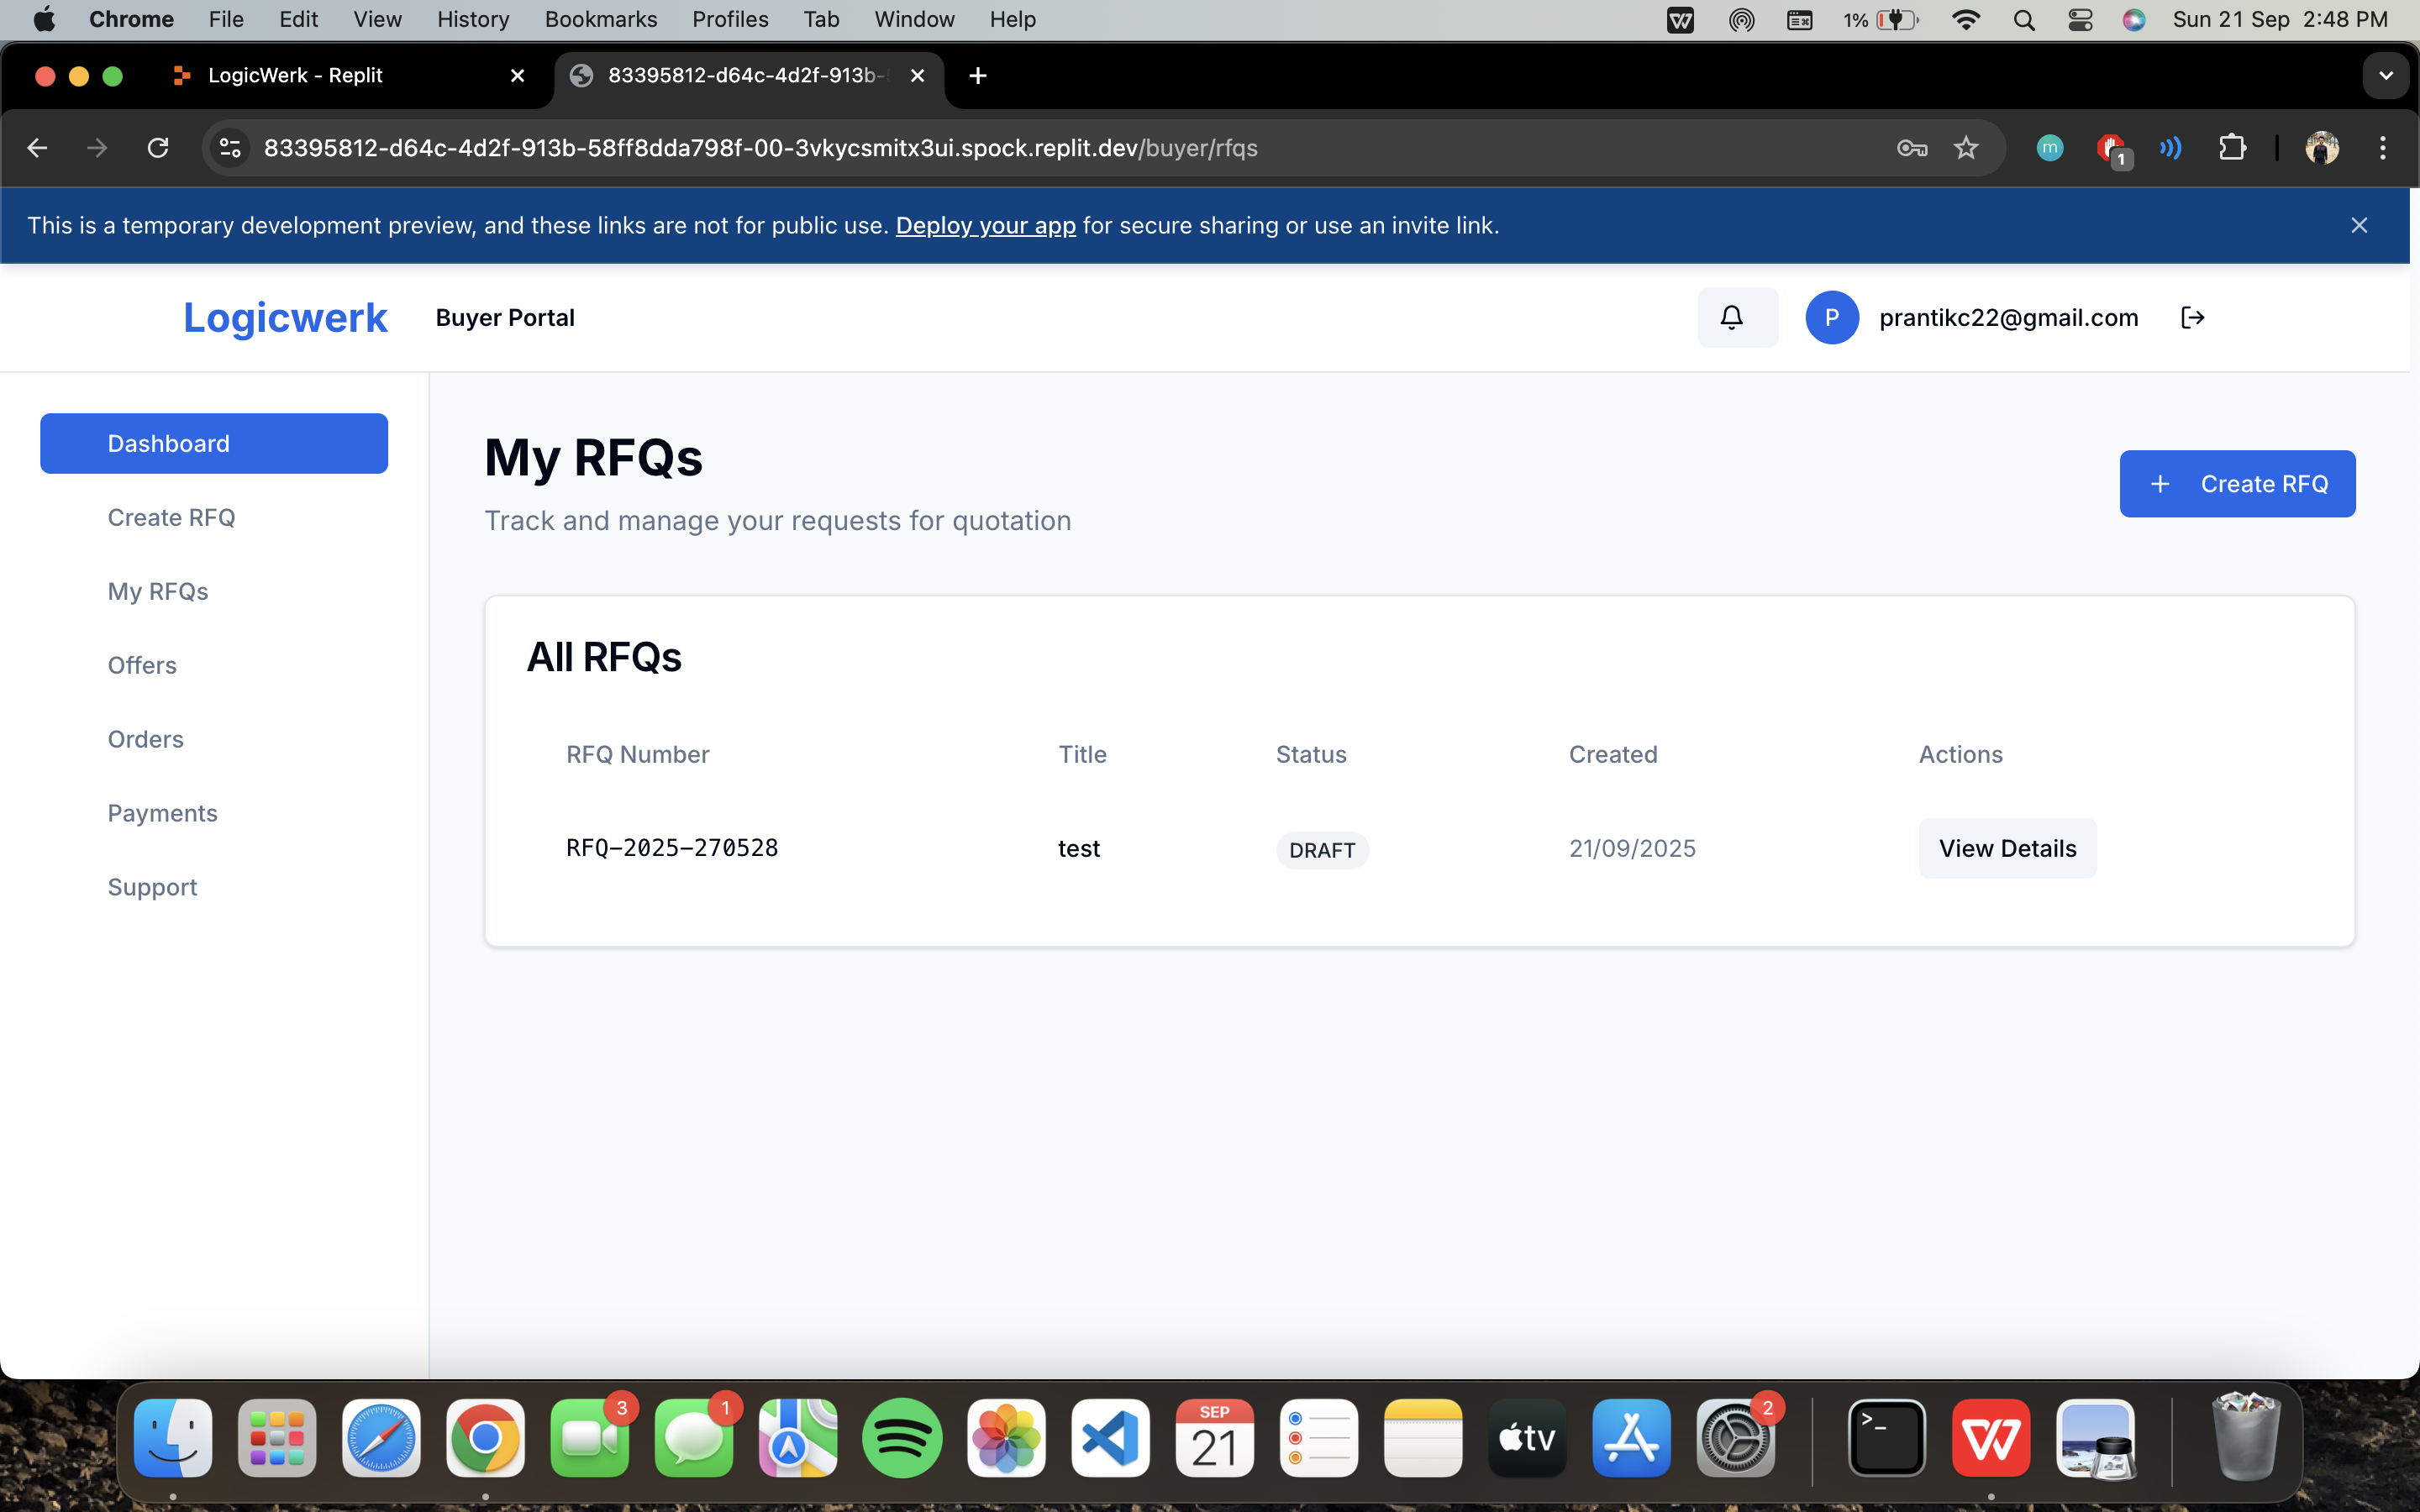 Chrome File Edit View History Bookmarks Profiles Tab Window Help 1% Sun 21 Sep 2:48 PM
LogicWerk - Replit 83395812-d64c-4d2f-913b-
83395812-d64c-4d2f-913b-58ff8dda798f-00-3vkycsmitx3ui.spock.replit.dev/buyer/rfqs m 1
This is a temporary development preview, and these links are not for public use. Deploy your app for secure sharing or use an invite link.
Logicwerk Buyer Portal P prantikc22@gmail.com
Dashboard
Create RFQ
My RFQs
Offers
Orders
Payments
Support
My RFQs
Track and manage your requests for quotation
+ Create RFQ
All RFQs
RFQ Number Title Status Created Actions
RFQ-2025-270528 test DRAFT 21/09/2025 View Details
3 1 SEP 21 tv 2